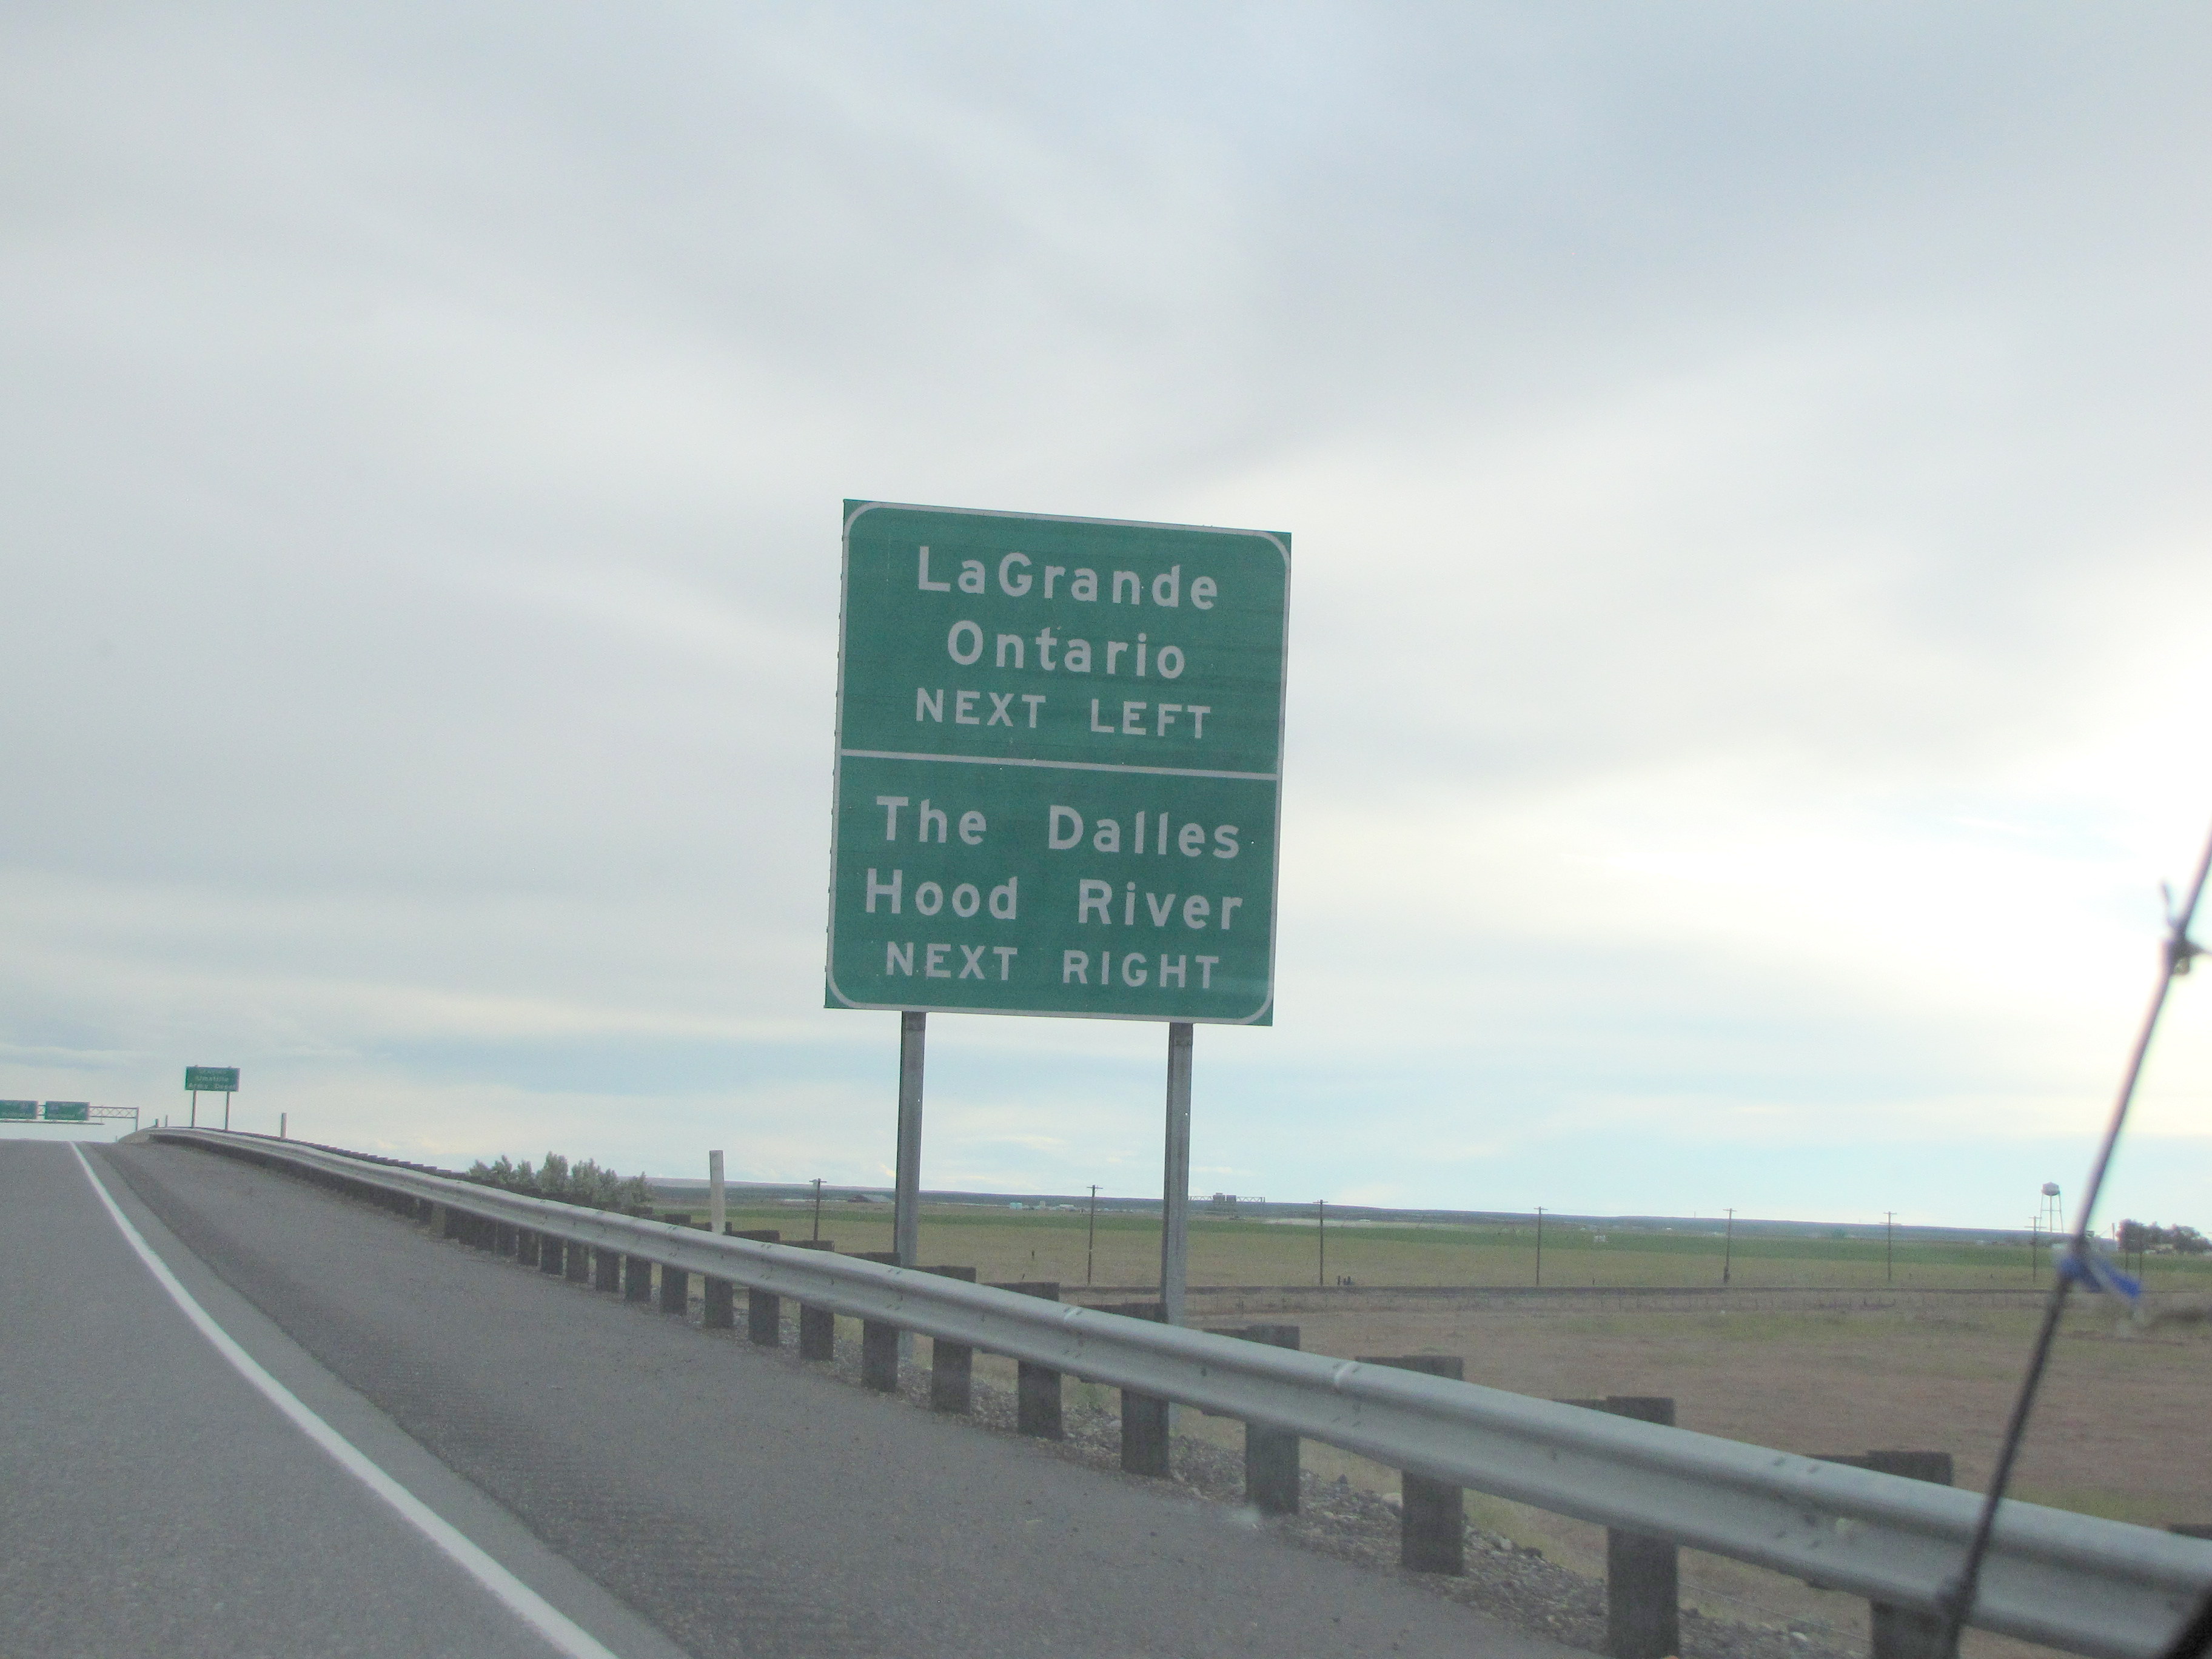 LaGrande
Ontario
NEXT LEFT
The Dalles
Hood River
NEXT RIGHT